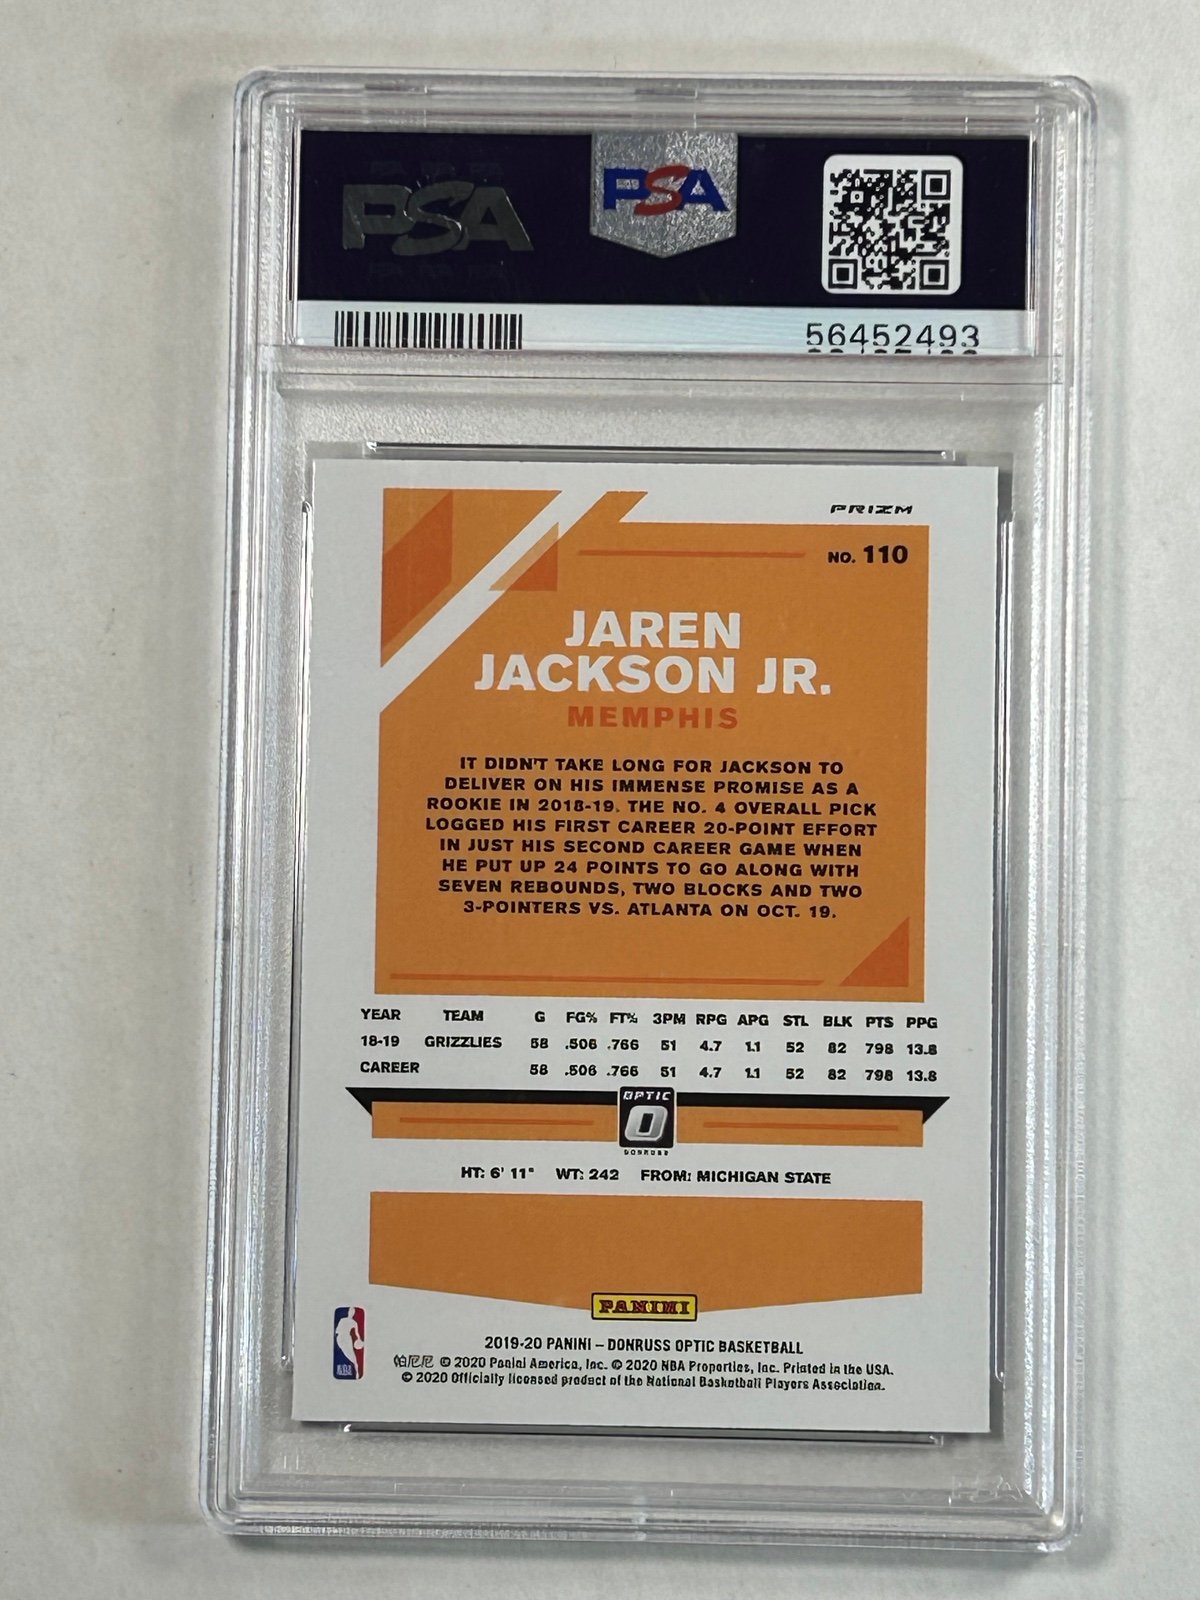 PSA
PSA
56452493
PRIZM
NO. 110
JAREN
JACKSON JR.
MEMPHIS
IT DIDN'T TAKE LONG FOR JACKSON TO
DELIVER ON HIS IMMENSE PROMISE AS A
ROOKIE IN 2018-19. THE NO. 4 OVERALL PICK
LOGGED HIS FIRST CAREER 20-POINT EFFORT
IN JUST HIS SECOND CAREER GAME WHEN
HE PUT UP 24 POINTS TO GO ALONG WITH
SEVEN REBOUNDS, TWO BLOCKS AND TWO
3-POINTERS VS. ATLANTA ON OCT. 19.
YEAR TEAM G FG% FT% 3PM RPG APG STL BLK PTS PPG
18-19 GRIZZLIES 58 .506 .766 51 4.7 1.1 52 82 798 13.8
CAREER 58 .506 .766 51 4.7 1.1 52 82 798 13.8
OPTIC
O
DONRUSS
HT: 6' 11" WT: 242 FROM: MICHIGAN STATE
PANINI
NBA
2019-20 PANINI – DONRUSS OPTIC BASKETBALL
帕尼尼 © 2020 Panini America, Inc. © 2020 NBA Properties, Inc. Printed in the USA.
© 2020 Officially licensed product of the National Basketball Players Association.
PSA